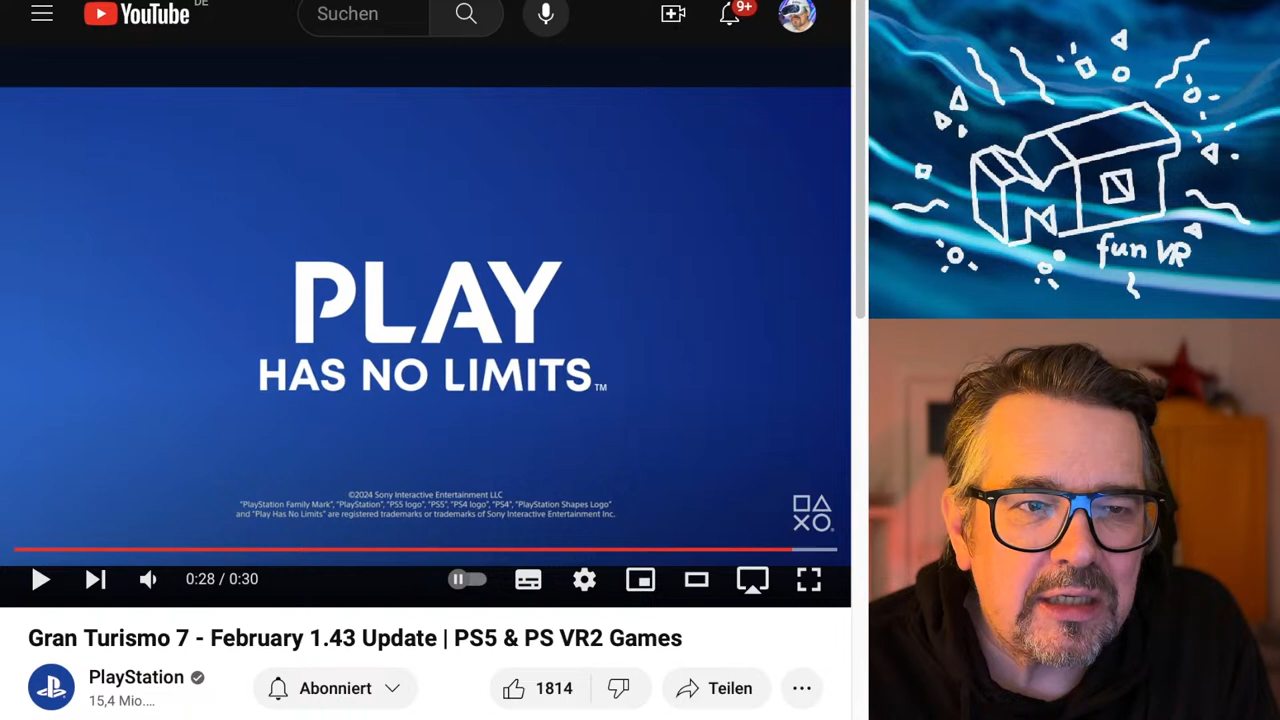 DE
YouTube
Suchen
9+
PLAY
HAS NO LIMITS™
©2024 Sony Interactive Entertainment LLC
"PlayStation Family Mark", "PlayStation", "PS5 logo", "PS5", "PS4 logo", "PS4", "PlayStation Shapes Logo"
and "Play Has No Limits" are registered trademarks or trademarks of Sony Interactive Entertainment Inc.
0:28 / 0:30
Gran Turismo 7 - February 1.43 Update | PS5 & PS VR2 Games
PlayStation
15,4 Mio....
Abonniert
1814
Teilen
fun VR